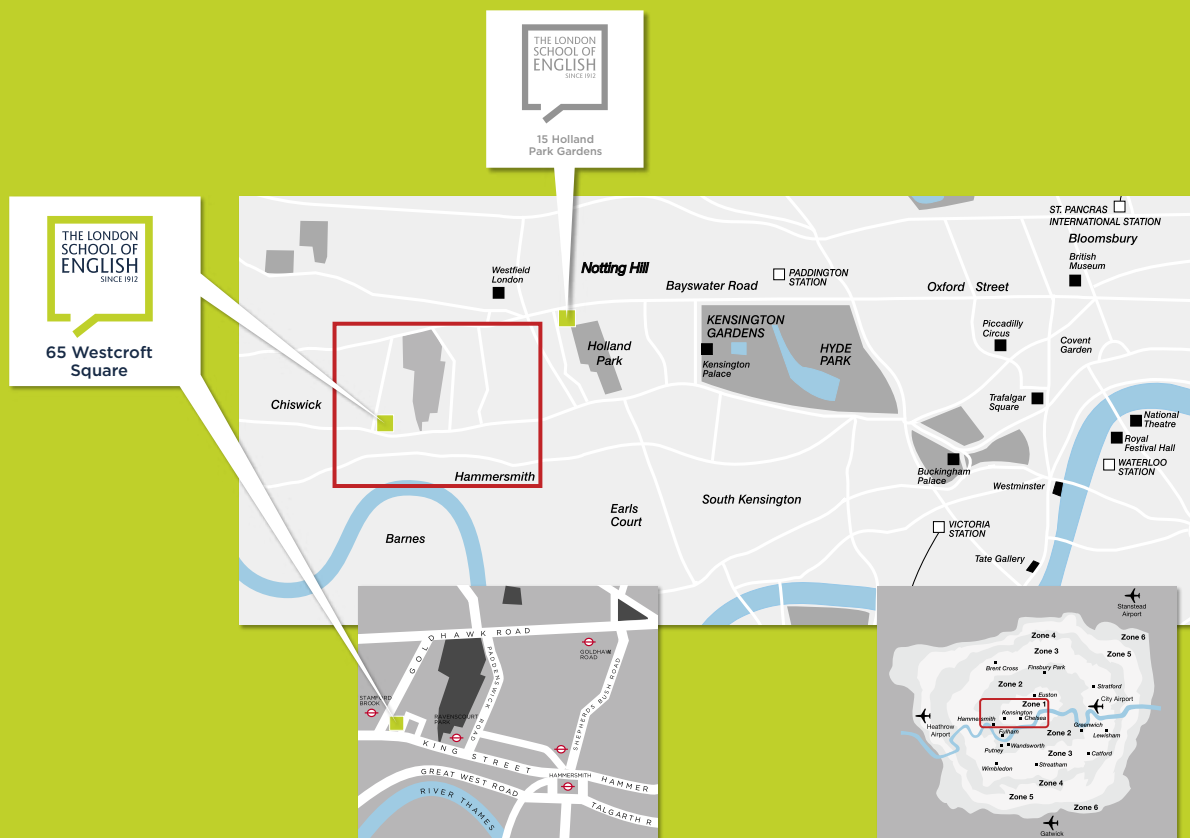 THE LONDON
SCHOOL OF
ENGLISH
SINCE 1912
15 Holland
Park Gardens
THE LONDON
SCHOOL OF
ENGLISH
SINCE 1912
65 Westcroft
Square
ST. PANCRAS
INTERNATIONAL STATION
Bloomsbury
British
Museum
Westfield
London
Notting Hill
Bayswater Road
PADDINGTON
STATION
Oxford Street
KENSINGTON
GARDENS
HYDE
PARK
Kensington
Palace
Holland
Park
Piccadilly
Circus
Covent
Garden
Chiswick
Trafalgar
Square
National
Theatre
Royal
Festival Hall
WATERLOO
STATION
Buckingham
Palace
Hammersmith
Westminster
South Kensington
Earls
Court
Barnes
VICTORIA
STATION
Tate Gallery
GOLDHAWK ROAD
GOLDHAW
ROAD
PADDENSWICK ROAD
SHEPHERDS BUSH ROAD
STAMFORD
BROOK
RAVENSCOURT
PARK
KING STREET
HAMMERSMITH
HAMMER
GREAT WEST ROAD
TALGARTH R
RIVER THAMES
Stanstead
Airport
Zone 4
Zone 6
Zone 3
Zone 5
Brent Cross
Finsbury Park
Zone 2
Stratford
Euston
City Airport
Zone 1
Kensington
Hammersmith
Chelsea
Heathrow
Airport
Greenwich
Fulham
Zone 2
Lewisham
Putney
Wandsworth
Zone 3
Catford
Wimbledon
Streatham
Zone 4
Zone 5
Zone 6
Gatwick